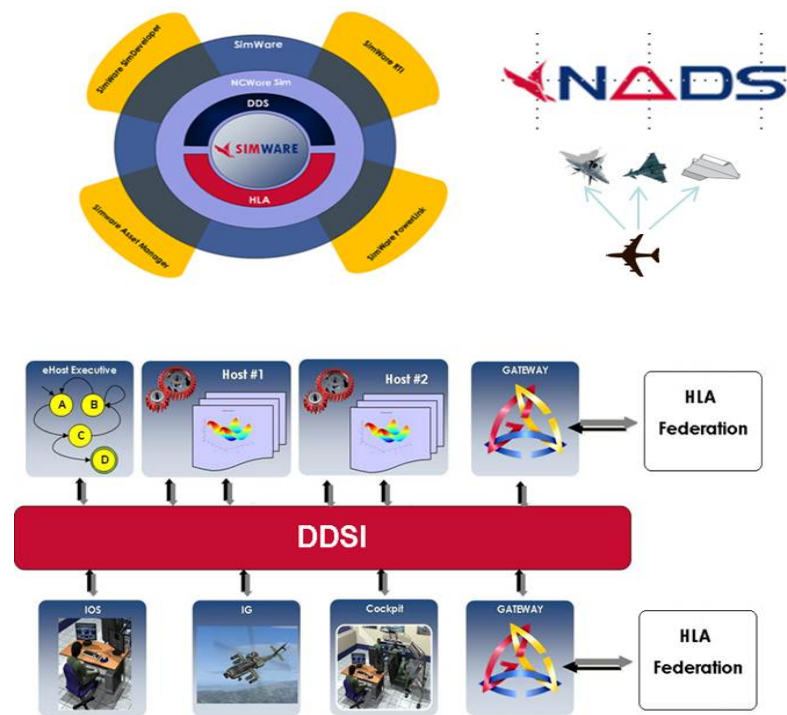 SimWare SimDeveloper
SimWare
SimWare RTI
NCWare Sim
DDS
SIMWARE
HLA
Simware Asset Manager
SimWare PowerLink
NADS
eHost Executive
A
B
C
D
Host #1
Host #2
GATEWAY
HLA
Federation
DDSI
IOS
IG
Cockpit
GATEWAY
HLA
Federation